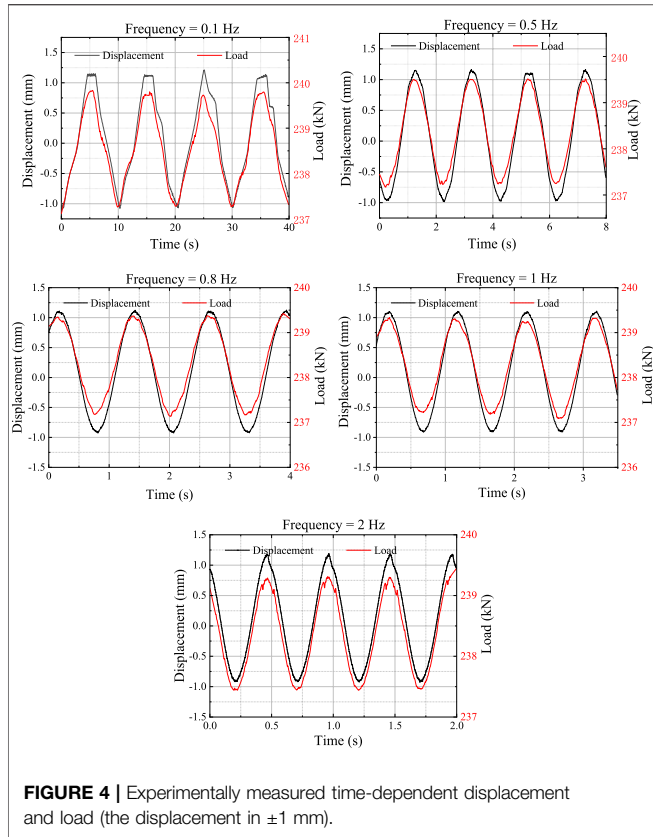 Frequency = 0.1 Hz
Displacement Load
Displacement (mm)
1.5
1.0
0.5
0.0
-0.5
-1.0
0 10 20 30 40
Time (s)
241
240
239
238
237
Load (kN)
Frequency = 0.5 Hz
Displacement Load
Displacement (mm)
1.5
1.0
0.5
0.0
-0.5
-1.0
0 2 4 6 8
Time (s)
240
239
238
237
Load (kN)
Frequency = 0.8 Hz
Displacement Load
Displacement (mm)
1.5
1.0
0.5
0.0
-0.5
-1.0
-1.5
0 1 2 3 4
Time (s)
240
239
238
237
236
Load (kN)
Frequency = 1 Hz
Displacement Load
Displacement (mm)
1.5
1.0
0.5
0.0
-0.5
-1.0
-1.5
0 1 2 3
Time (s)
240
239
238
237
236
Load (kN)
Frequency = 2 Hz
Displacement Load
Displacement (mm)
1.5
1.0
0.5
0.0
-0.5
-1.0
-1.5
0.0 0.5 1.0 1.5 2.0
Time (s)
240
239
238
237
Load (kN)
FIGURE 4 | Experimentally measured time-dependent displacement
and load (the displacement in ±1 mm).